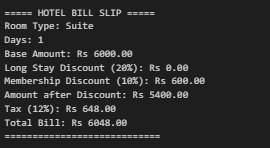 ===== HOTEL BILL SLIP =====
Room Type: Suite
Days: 1
Base Amount: Rs 6000.00
Long Stay Discount (20%): Rs 0.00
Membership Discount (10%): Rs 600.00
Amount after Discount: Rs 5400.00
Tax (12%): Rs 648.00
Total Bill: Rs 6048.00
============================